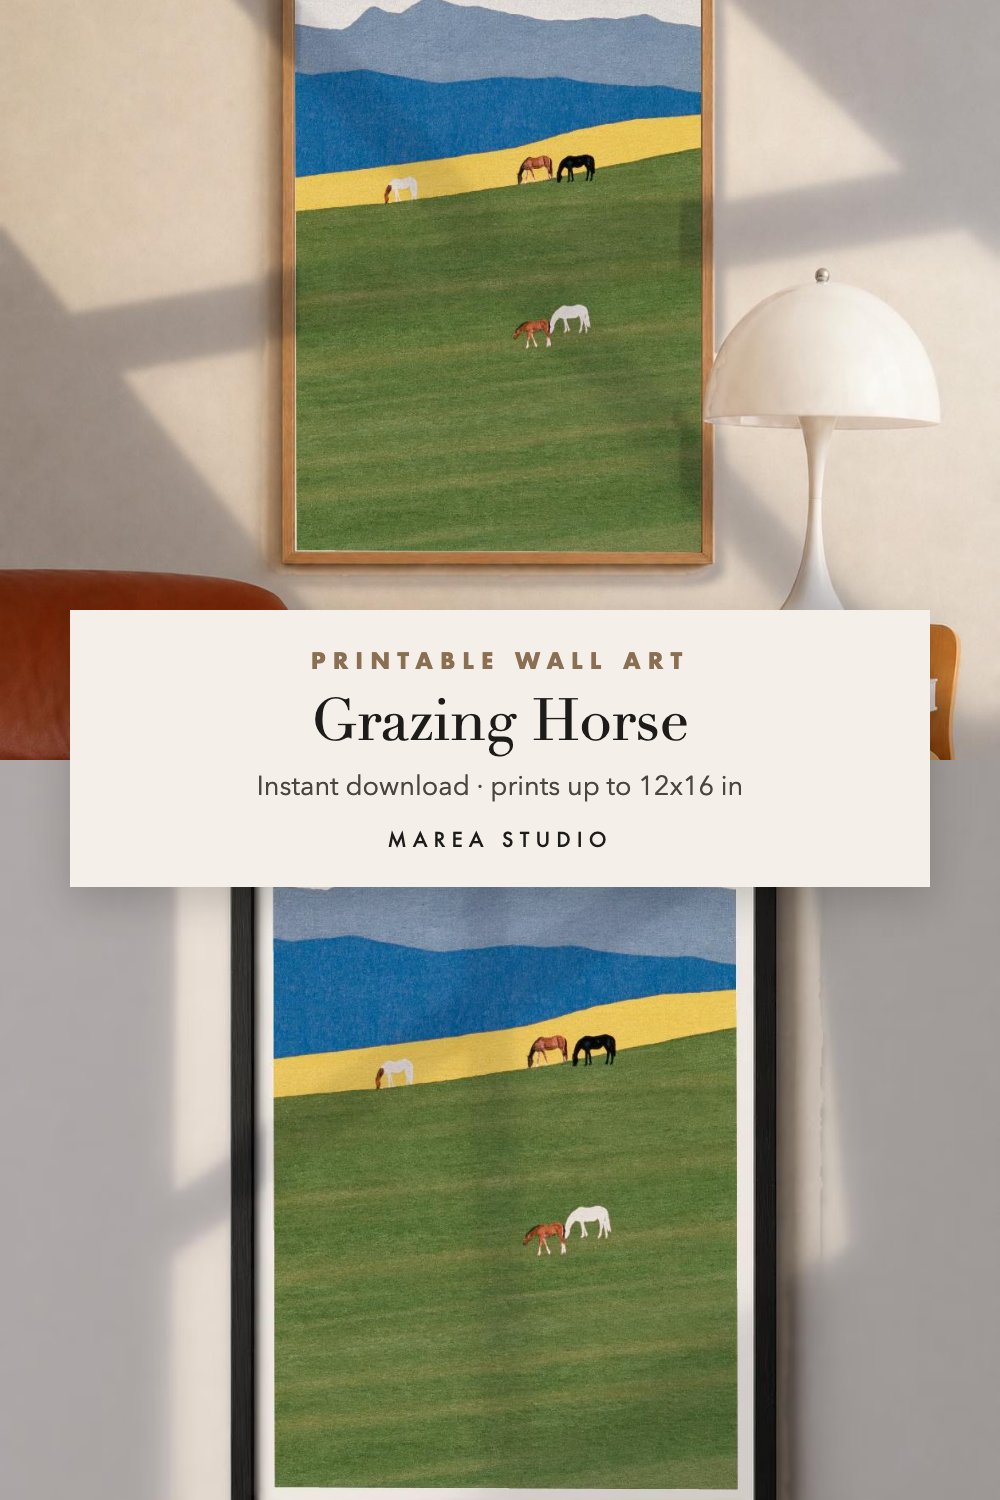 PRINTABLE WALL ART
Grazing Horse
Instant download · prints up to 12x16 in
MAREA STUDIO